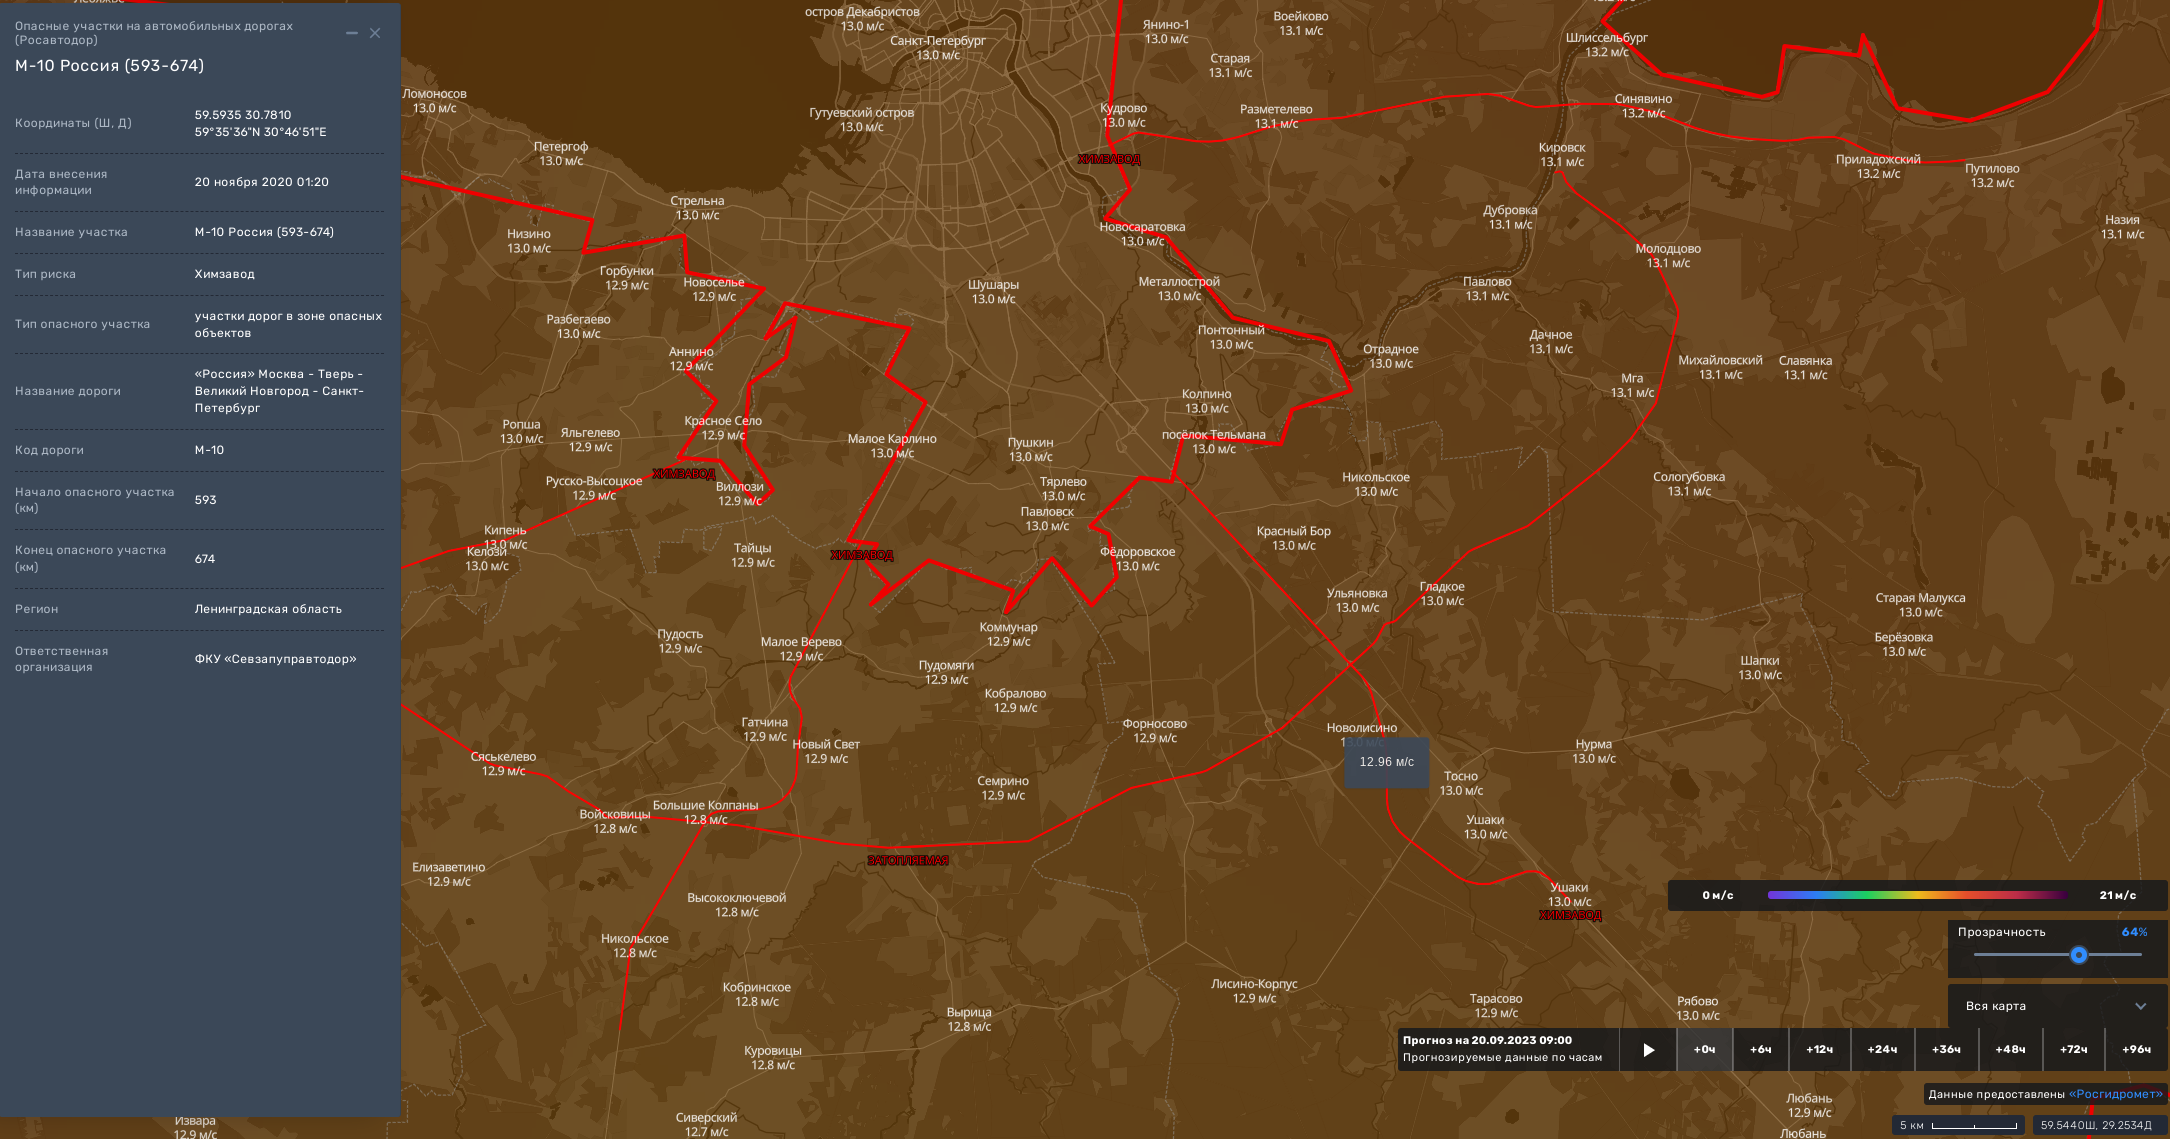 Опасные участки на автомобильных дорогах
(Росавтодор)
М-10 Россия (593-674)
Координаты (Ш, Д)
59.5935 30.7810
59°35'36"N 30°46'51"E
Дата внесения
информации
20 ноября 2020 01:20
Название участка
М-10 Россия (593-674)
Тип риска
Химзавод
Тип опасного участка
участки дорог в зоне опасных
объектов
Название дороги
«Россия» Москва - Тверь -
Великий Новгород - Санкт-
Петербург
Код дороги
М-10
Начало опасного участка
(км)
593
Конец опасного участка
(км)
674
Регион
Ленинградская область
Ответственная
организация
ФКУ «Севзапуправтодор»
остров Декабристов
13.0 м/с
Санкт-Петербург
13.0 м/с
Янино-1
13.0 м/с
Воейково
13.1 м/с
Шлиссельбург
13.2 м/с
Старая
13.1 м/с
Ломоносов
13.0 м/с
Гутуевский остров
13.0 м/с
Кудрово
13.0 м/с
Разметелево
13.1 м/с
Синявино
13.2 м/с
Петергоф
13.0 м/с
ХИМЗАВОД
Кировск
13.1 м/с
Приладожский
13.2 м/с
Путилово
13.2 м/с
Стрельна
13.0 м/с
Дубровка
13.1 м/с
Назия
13.1 м/с
Низино
13.0 м/с
Новосаратовка
13.0 м/с
Молодцово
13.1 м/с
Горбунки
12.9 м/с
Новоселье
12.9 м/с
Шушары
13.0 м/с
Металлострой
13.0 м/с
Павлово
13.1 м/с
Разбегаево
13.0 м/с
Понтонный
13.0 м/с
Дачное
13.1 м/с
Аннино
12.9 м/с
Отрадное
13.0 м/с
Михайловский
13.1 м/с
Славянка
13.1 м/с
Мга
13.1 м/с
Колпино
13.0 м/с
Ропша
13.0 м/с
Яльгелево
12.9 м/с
Красное Село
12.9 м/с
Малое Карлино
13.0 м/с
Пушкин
13.0 м/с
посёлок Тельмана
13.0 м/с
ХИМЗАВОД
Русско-Высоцкое
12.9 м/с
Виллози
12.9 м/с
Тярлево
13.0 м/с
Никольское
13.0 м/с
Сологубовка
13.1 м/с
Павловск
13.0 м/с
Кипень
13.0 м/с
Келози
13.0 м/с
Красный Бор
13.0 м/с
Тайцы
12.9 м/с
ХИМЗАВОД
Фёдоровское
13.0 м/с
Ульяновка
13.0 м/с
Гладкое
13.0 м/с
Старая Малукса
13.0 м/с
Пудость
12.9 м/с
Малое Верево
12.9 м/с
Коммунар
12.9 м/с
Берёзовка
13.0 м/с
Пудомяги
12.9 м/с
Шапки
13.0 м/с
Кобралово
12.9 м/с
Гатчина
12.9 м/с
Форносово
12.9 м/с
Новолисино
13.0 м/с
Новый Свет
12.9 м/с
Нурма
13.0 м/с
Сяськелево
12.9 м/с
12.96 м/с
Семрино
12.9 м/с
Тосно
13.0 м/с
Большие Колпаны
12.8 м/с
Войсковицы
12.8 м/с
Ушаки
13.0 м/с
ЗАТОПЛЯЕМАЯ
Елизаветино
12.9 м/с
Высокоключевой
12.8 м/с
Ушаки
13.0 м/с
ХИМЗАВОД
Никольское
12.8 м/с
Кобринское
12.8 м/с
Лисино-Корпус
12.9 м/с
Тарасово
12.9 м/с
Рябово
13.0 м/с
Вырица
12.8 м/с
Куровицы
12.8 м/с
Извара
12.9 м/с
Сиверский
12.7 м/с
Любань
12.9 м/с
Любань
0 м/с
21 м/с
Прозрачность
64%
Вся карта
Прогноз на 20.09.2023 09:00
Прогнозируемые данные по часам
+0ч +6ч +12ч +24ч +36ч +48ч +72ч +96ч
Данные предоставлены «Росгидромет»
5 км
59.5440Ш, 29.2534Д